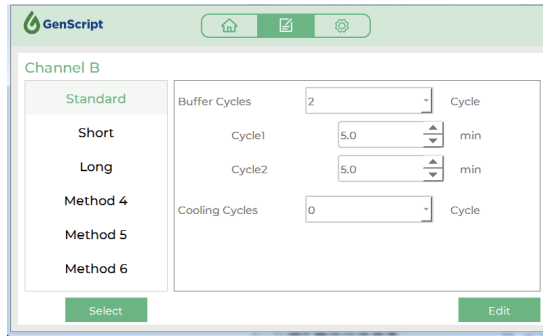 GenScript
Channel B
Standard
Short
Long
Method 4
Method 5
Method 6
Buffer Cycles 2 Cycle
Cycle1 5.0 min
Cycle2 5.0 min
Cooling Cycles 0 Cycle
Select
Edit